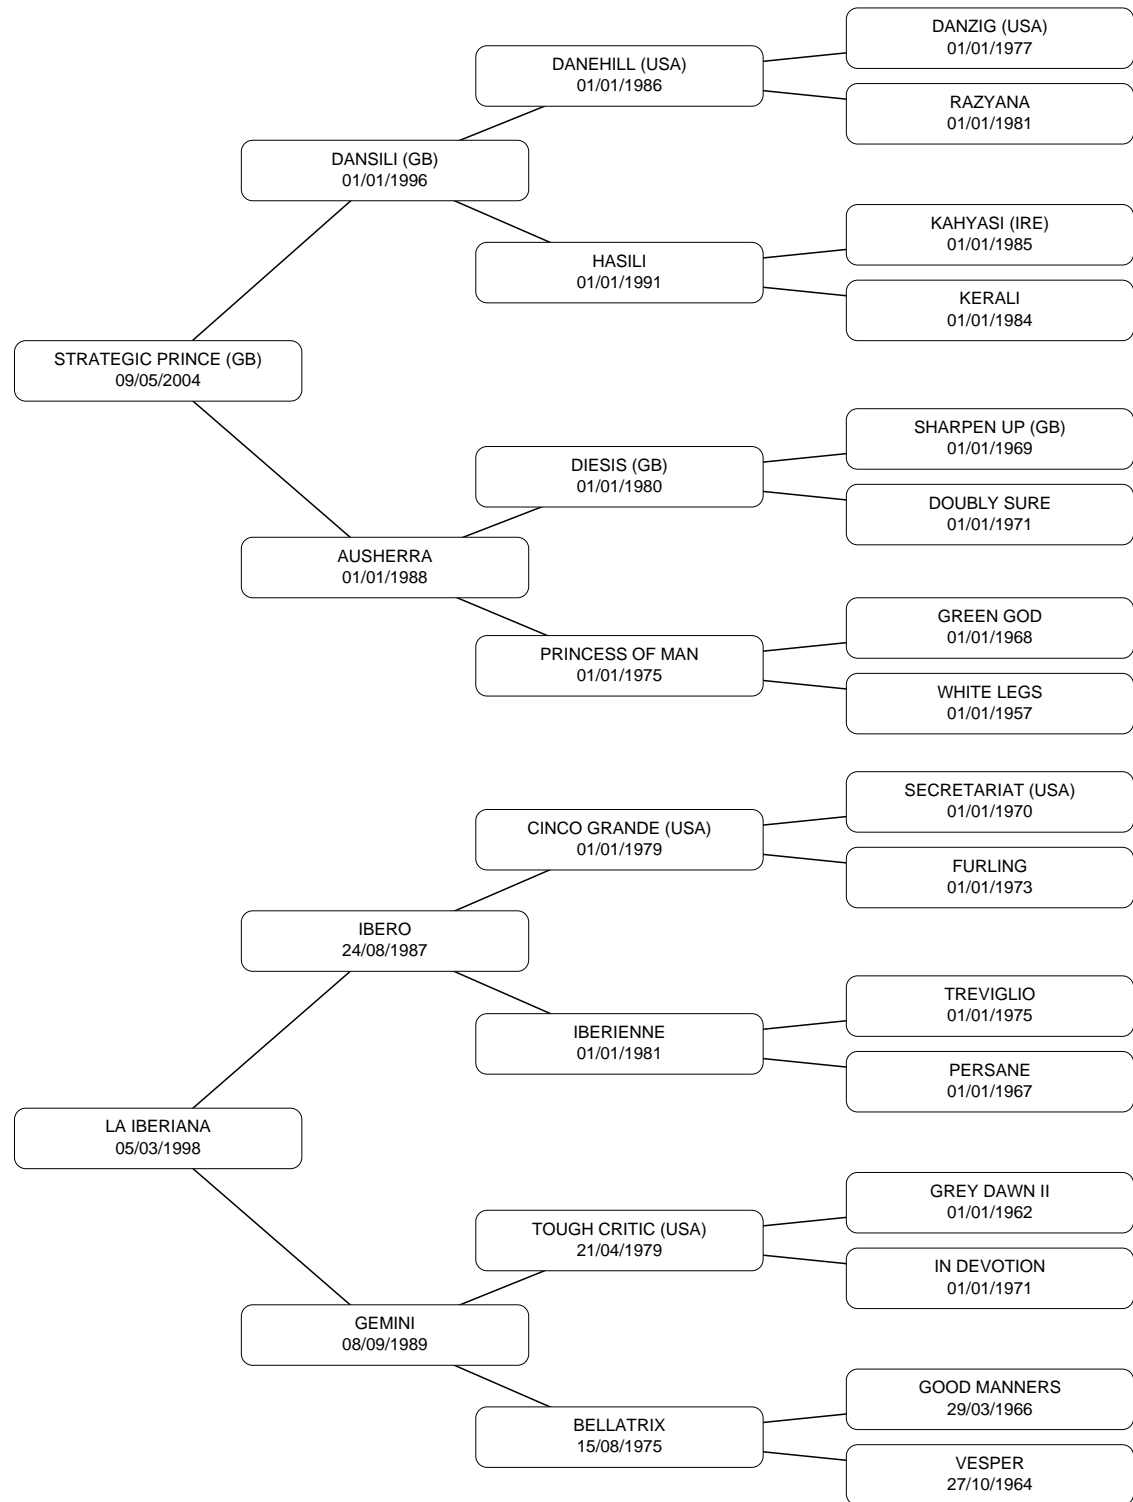 DANZIG (USA)
01/01/1977
DANEHILL (USA)
01/01/1986
RAZYANA
01/01/1981
DANSILI (GB)
01/01/1996
KAHYASI (IRE)
01/01/1985
HASILI
01/01/1991
KERALI
01/01/1984
STRATEGIC PRINCE (GB)
09/05/2004
SHARPEN UP (GB)
01/01/1969
DIESIS (GB)
01/01/1980
DOUBLY SURE
01/01/1971
AUSHERRA
01/01/1988
GREEN GOD
01/01/1968
PRINCESS OF MAN
01/01/1975
WHITE LEGS
01/01/1957
SECRETARIAT (USA)
01/01/1970
CINCO GRANDE (USA)
01/01/1979
FURLING
01/01/1973
IBERO
24/08/1987
TREVIGLIO
01/01/1975
IBERIENNE
01/01/1981
PERSANE
01/01/1967
LA IBERIANA
05/03/1998
GREY DAWN II
01/01/1962
TOUGH CRITIC (USA)
21/04/1979
IN DEVOTION
01/01/1971
GEMINI
08/09/1989
GOOD MANNERS
29/03/1966
BELLATRIX
15/08/1975
VESPER
27/10/1964